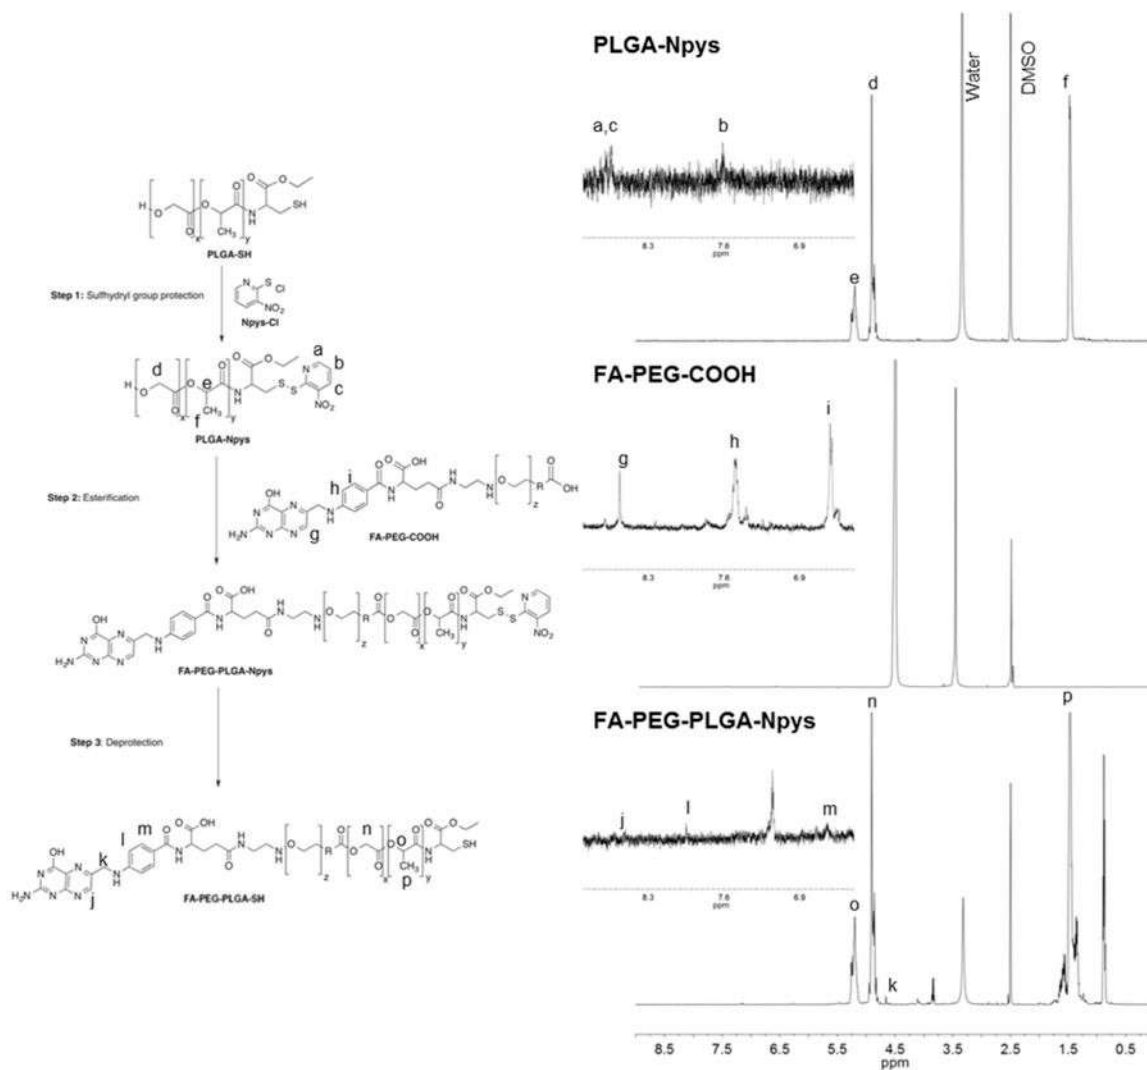 PLGA-SH
Step 1: Sulfhydryl group protection
Npys-Cl
PLGA-Npys
Step 2: Esterification
FA-PEG-COOH
FA-PEG-PLGA-Npys
Step 3: Deprotection
FA-PEG-PLGA-SH
PLGA-Npys
Water
DMSO
a,c
b
d
e
f
8.3 7.6 6.9
ppm
FA-PEG-COOH
g
h
i
8.3 7.6 6.9
ppm
FA-PEG-PLGA-Npys
j
l
m
n
o
k
p
8.3 7.6 6.9
ppm
8.5 7.5 6.5 5.5 4.5 3.5 2.5 1.5 0.5
ppm